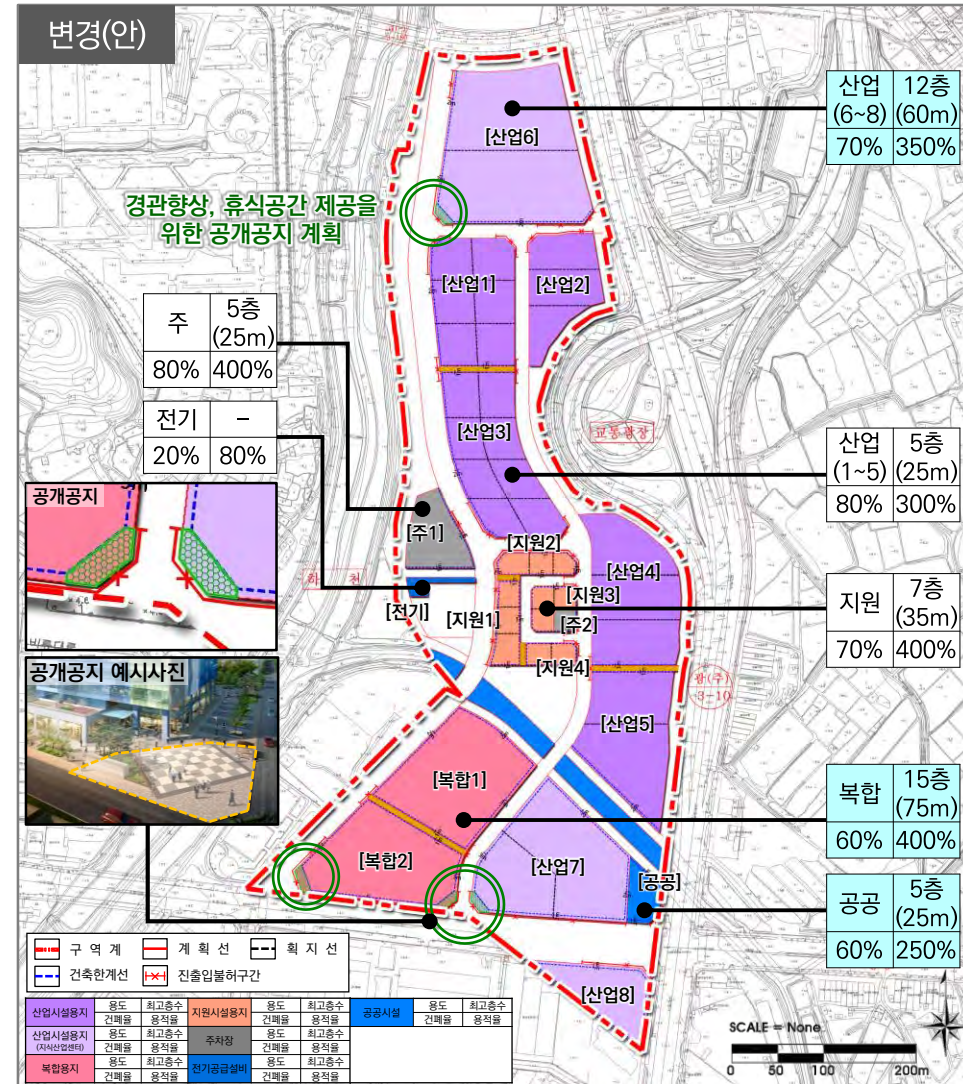 변경(안)
산업 12층
(6~8) (60m)
70% 350%
[산업6]
경관향상, 휴식공간 제공을
위한 공개공지 계획
[산업1]
[산업2]
주 5층
(25m)
80% 400%
전기 -
20% 80%
[산업3]
교통광장
산업 5층
(1~5) (25m)
80% 300%
공개공지
[주1]
[지원2]
[산업4]
하 천
[전기]
[지원1]
[지원3]
[주2]
[지원4]
지원 7층
(35m)
70% 400%
공개공지 예시사진
광(주)
3-10
[산업5]
[복합1]
복합 15층
(75m)
60% 400%
[복합2]
[산업7]
[공공]
공공 5층
(25m)
60% 250%
[산업8]
구 역 계 계 획 선 획 지 선
건축한계선 진출입불허구간
산업시설용지 용도 최고층수 지원시설용지 용도 최고층수 공공시설 용도 최고층수
건폐율 용적율 건폐율 용적율 건폐율 용적율
산업시설용지 용도 최고층수 주차장 용도 최고층수
(지식산업센터) 건폐율 용적율 건폐율 용적율
복합용지 용도 최고층수 전기공급설비 용도 최고층수
건폐율 용적율 건폐율 용적율
SCALE = None
0 50 100 200m